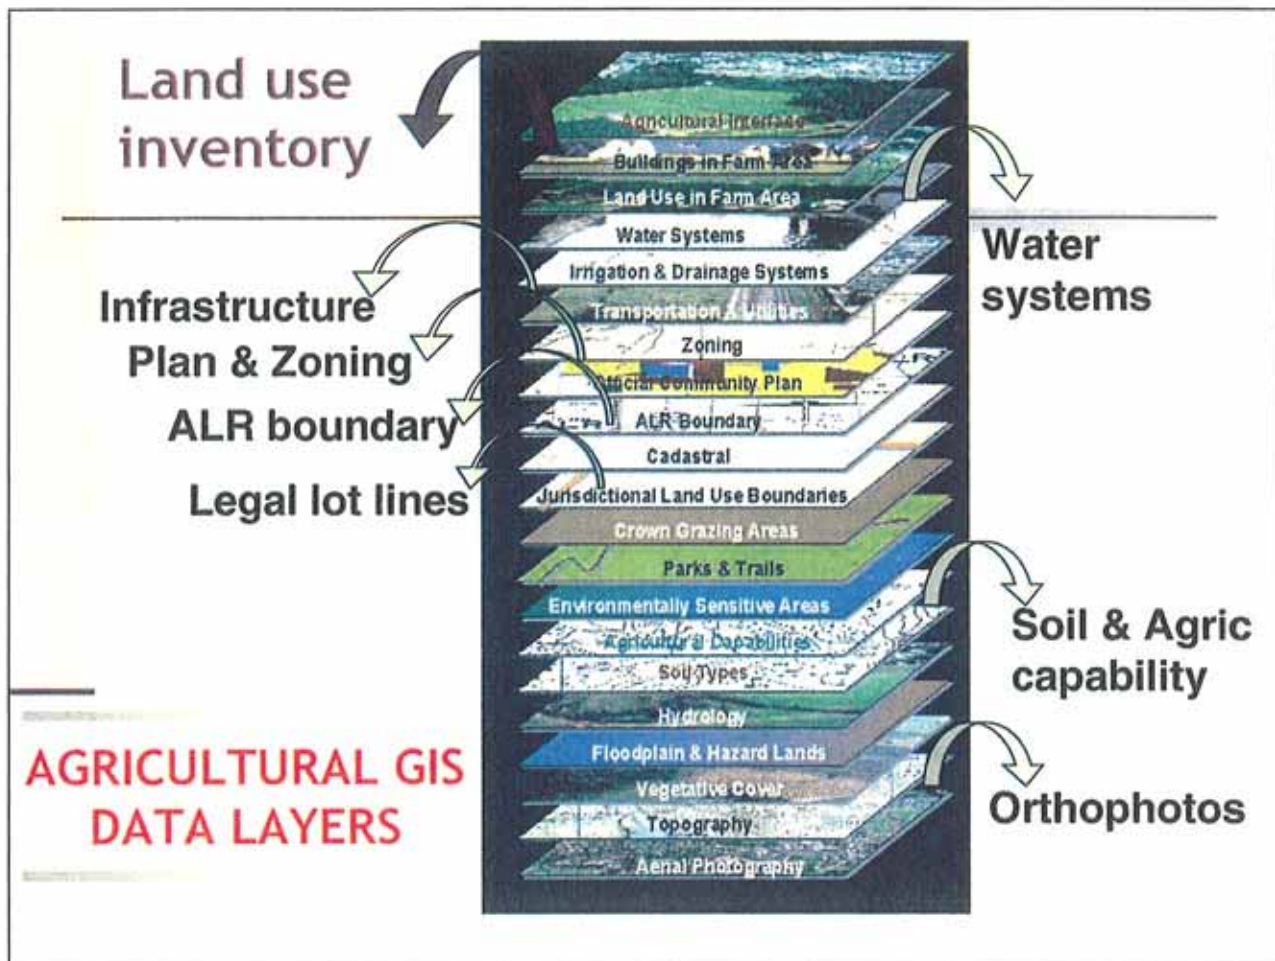 Land use
inventory
Agricultural Interface
Buildings in Farm Area
Land Use in Farm Area
Water Systems
Irrigation & Drainage Systems
Transportation & Utilities
Zoning
Official Community Plan
ALR Boundary
Cadastral
Jurisdictional Land Use Boundaries
Crown Grazing Areas
Parks & Trails
Environmentally Sensitive Areas
Agricultural Capabilities
Soil Types
Hydrology
Floodplain & Hazard Lands
Vegetative Cover
Topography
Aerial Photography
Water
systems
Infrastructure
Plan & Zoning
ALR boundary
Legal lot lines
Soil & Agric
capability
Orthophotos
AGRICULTURAL GIS
DATA LAYERS